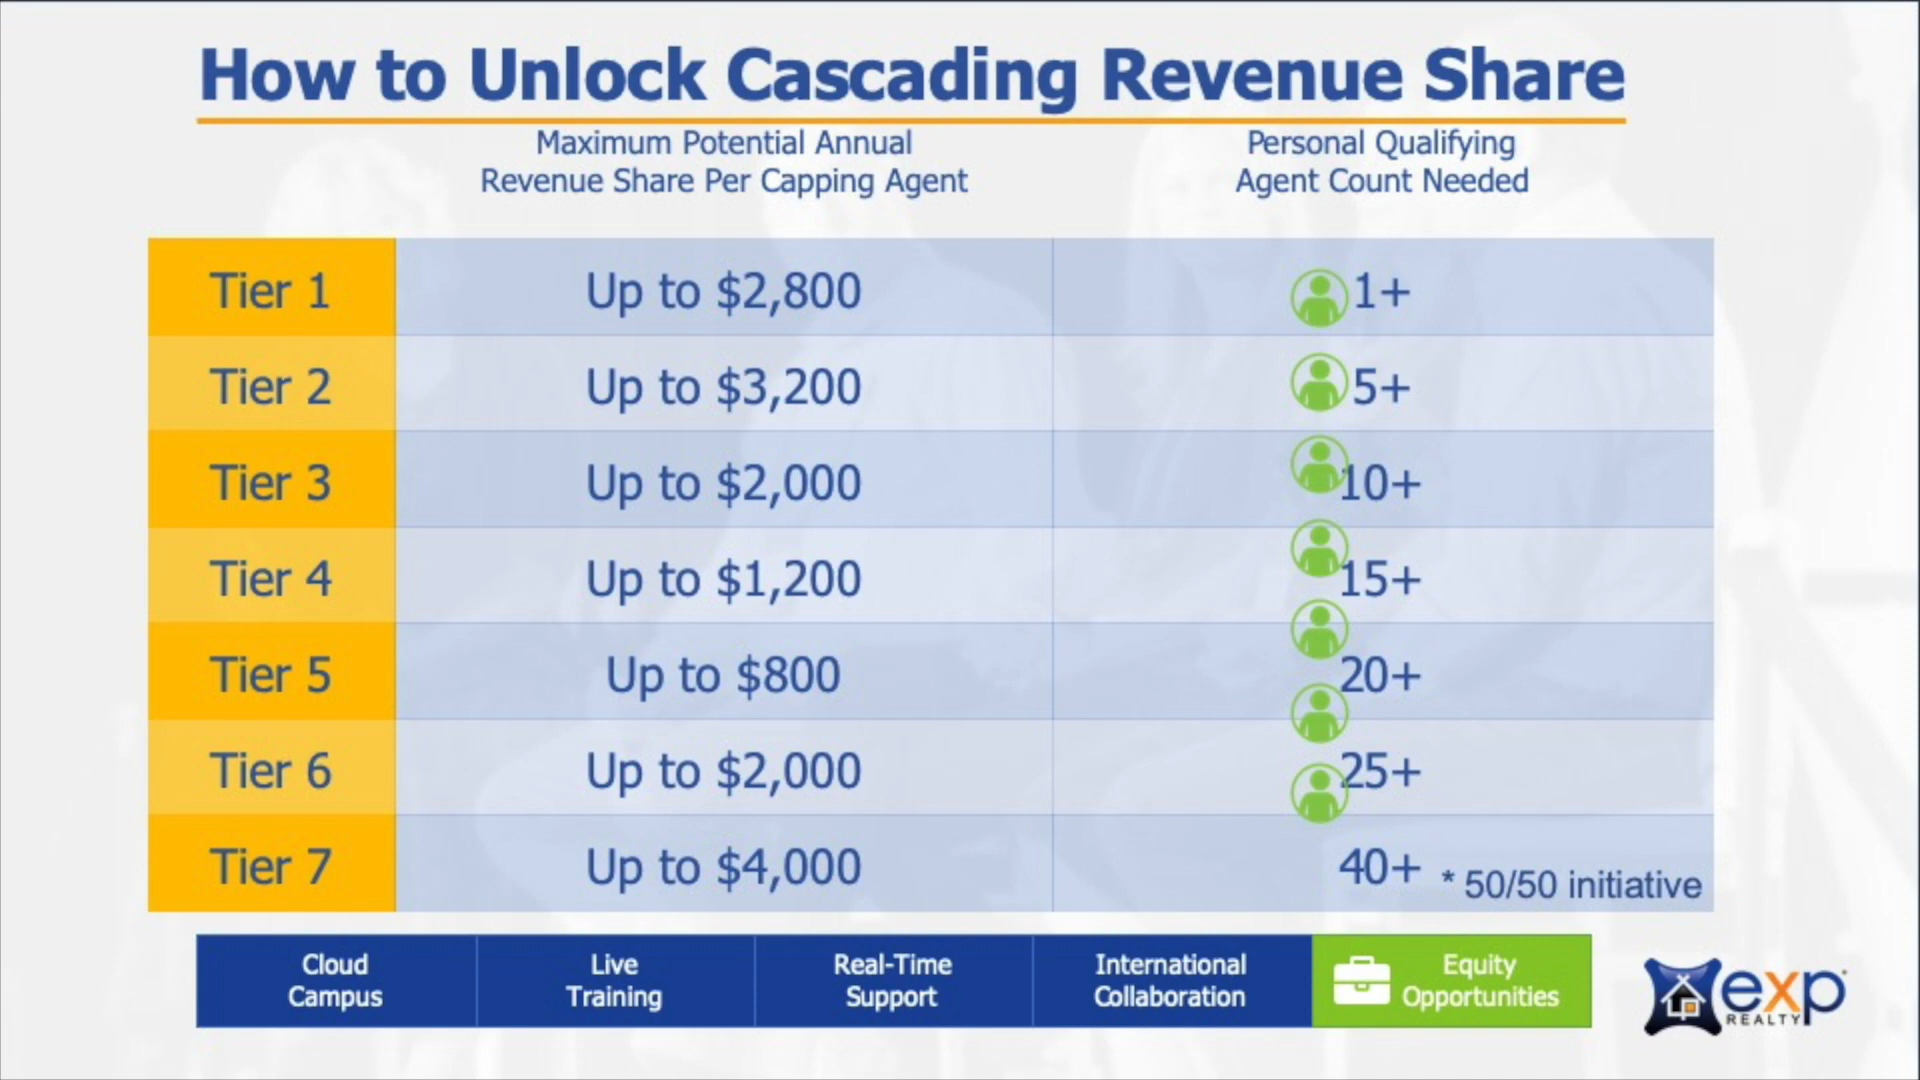 How to Unlock Cascading Revenue Share
Maximum Potential Annual
Revenue Share Per Capping Agent
Personal Qualifying
Agent Count Needed
Tier 1 Up to $2,800 1+
Tier 2 Up to $3,200 5+
Tier 3 Up to $2,000 10+
Tier 4 Up to $1,200 15+
Tier 5 Up to $800 20+
Tier 6 Up to $2,000 25+
Tier 7 Up to $4,000 40+ * 50/50 initiative
Cloud
Campus
Live
Training
Real-Time
Support
International
Collaboration
Equity
Opportunities
exp
REALTY